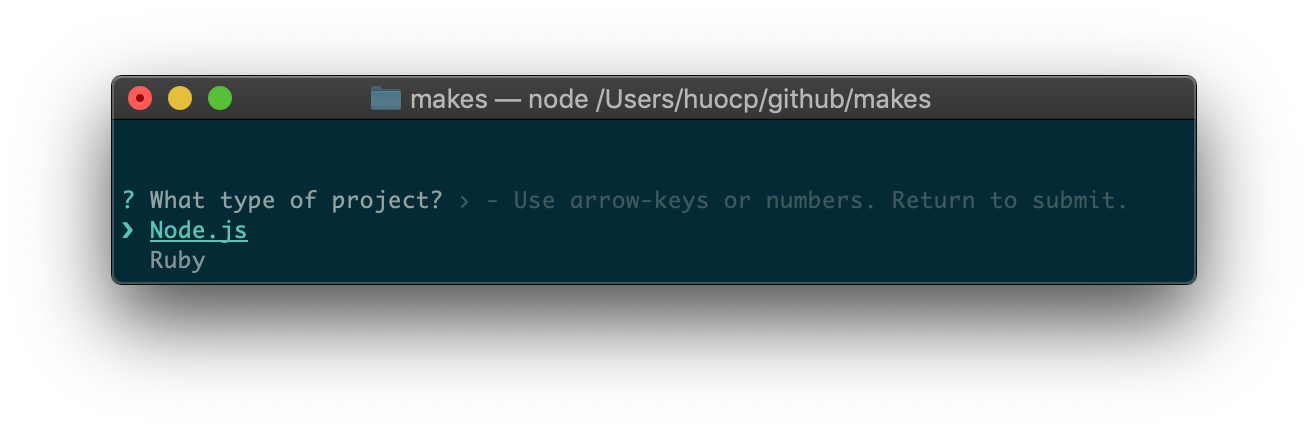 makes — node /Users/huocp/github/makes
? What type of project? › - Use arrow-keys or numbers. Return to submit.
❯ Node.js
Ruby